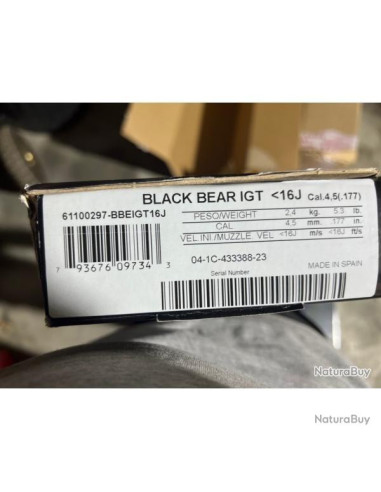 BLACK BEAR IGT <16J Cal.4,5(.177)
61100297-BBEIGT16J
PESO/WEIGHT 2,4 kg. 5.3 lb.
CAL. 4.5 mm. .177 in.
VEL.INI./MUZZLE. VEL. <16J m/s <16J ft/s
7 93676 09734 3
04-1C-433388-23
Serial Number
MADE IN SPAIN
NaturaBuy
NaturaBuy